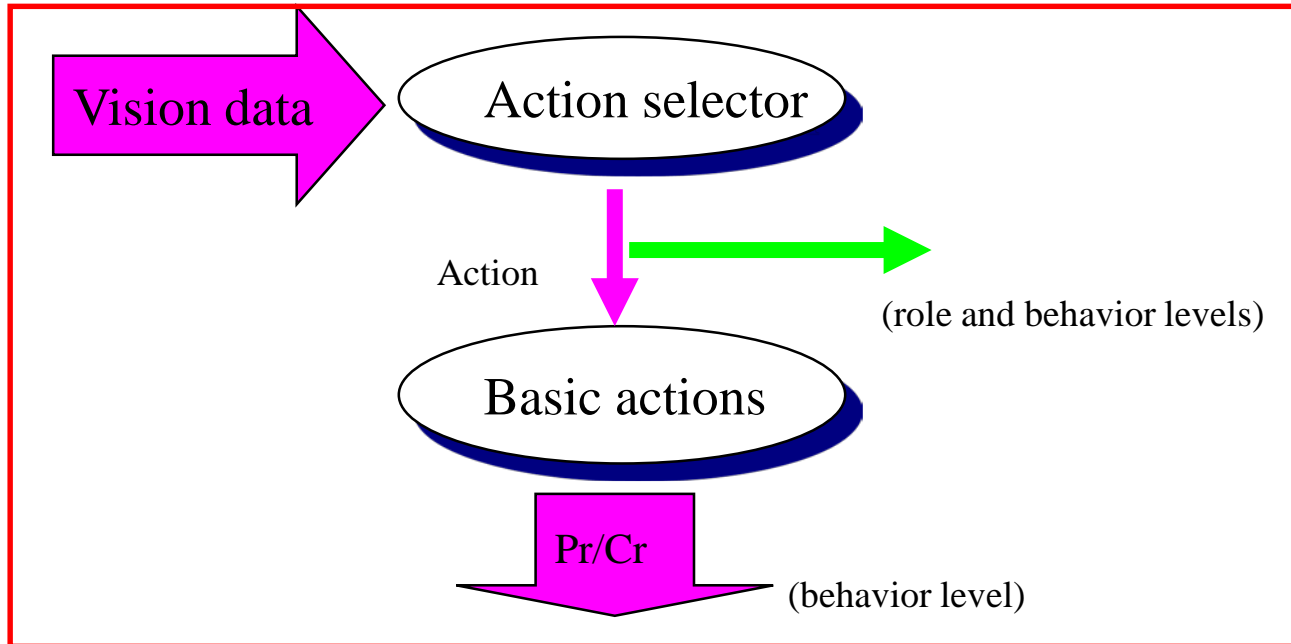 Vision data
Action selector
Action
(role and behavior levels)
Basic actions
Pr/Cr
(behavior level)